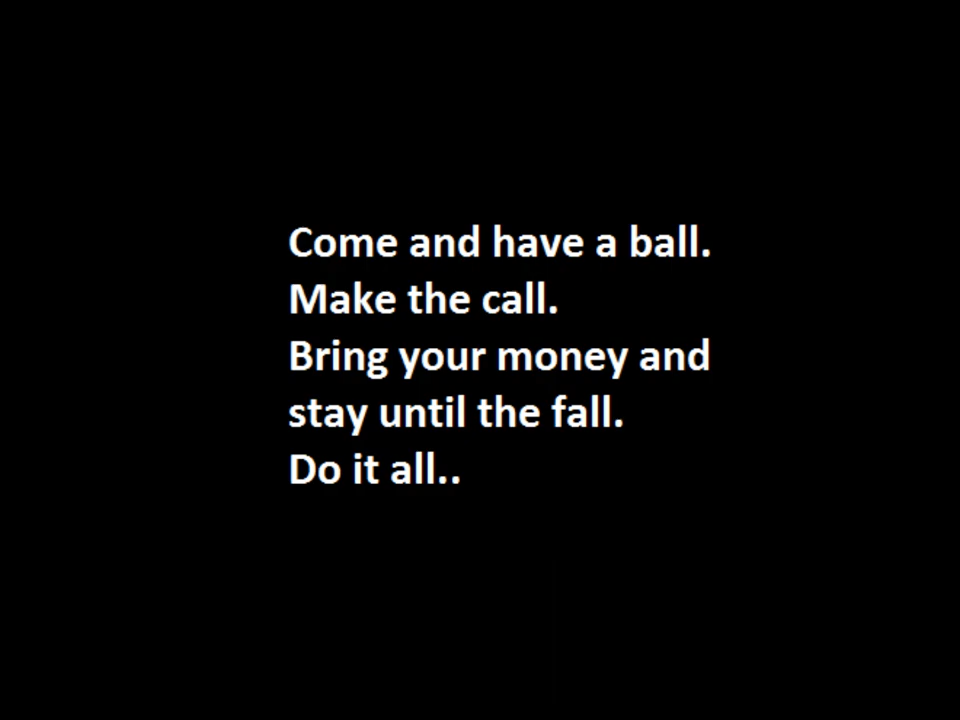 Come and have a ball.
Make the call.
Bring your money and
stay until the fall.
Do it all..